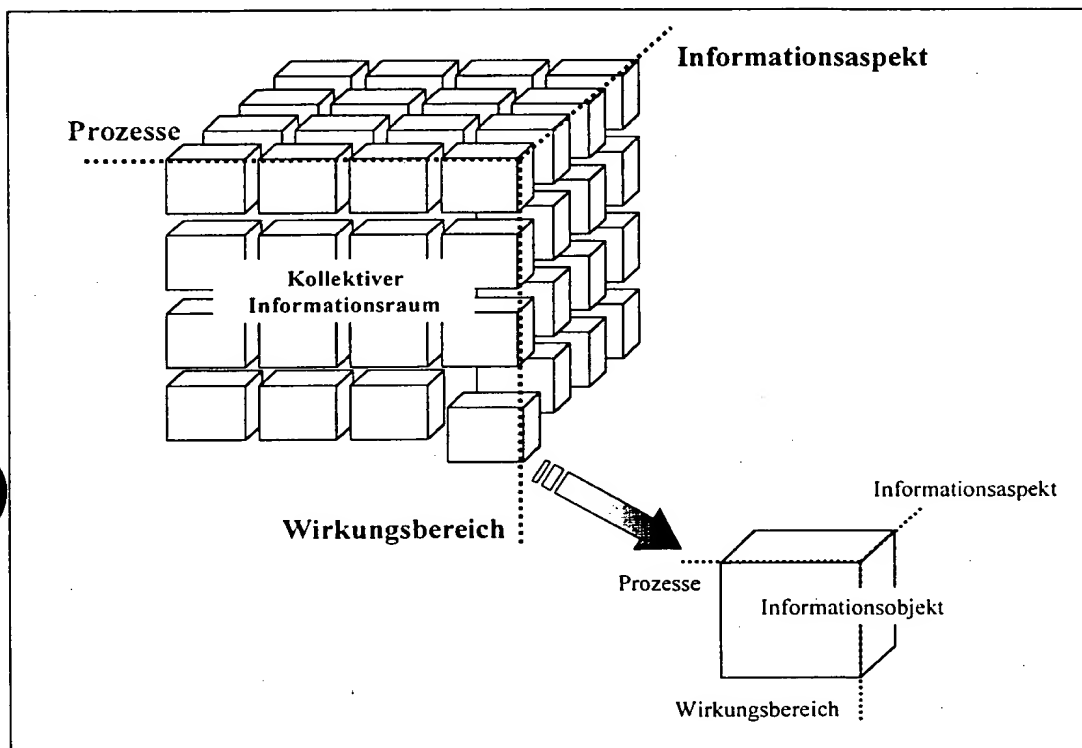 Informationsaspekt
Prozesse
Kollektiver
Informationsraum
Wirkungsbereich
Informationsaspekt
Prozesse
Informationsobjekt
Wirkungsbereich